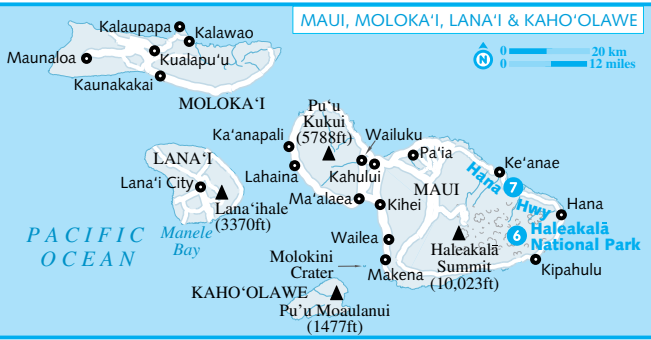 MAUI, MOLOKA‘I, LANA‘I & KAHO‘OLAWE
N
0 20 km
0 12 miles
Kalaupapa
Kalawao
Maunaloa
Kualapu‘u
Kaunakakai
MOLOKA‘I
Pu‘u
Kukui
(5788ft)
Ka‘anapali
Wailuku
Pa‘ia
Ke‘anae
LANA‘I
Lahaina
Kahului
Hana
7
Hwy
Lana‘i City
MAUI
Hana
Ma‘alaea
Kihei
Lana‘ihale
(3370ft)
6
Haleakalā
National Park
PACIFIC
OCEAN
Manele
Bay
Wailea
Haleakalā
Summit
(10,023ft)
Molokini
Crater
Makena
Kipahulu
KAHO‘OLAWE
Pu‘u Moaulanui
(1477ft)